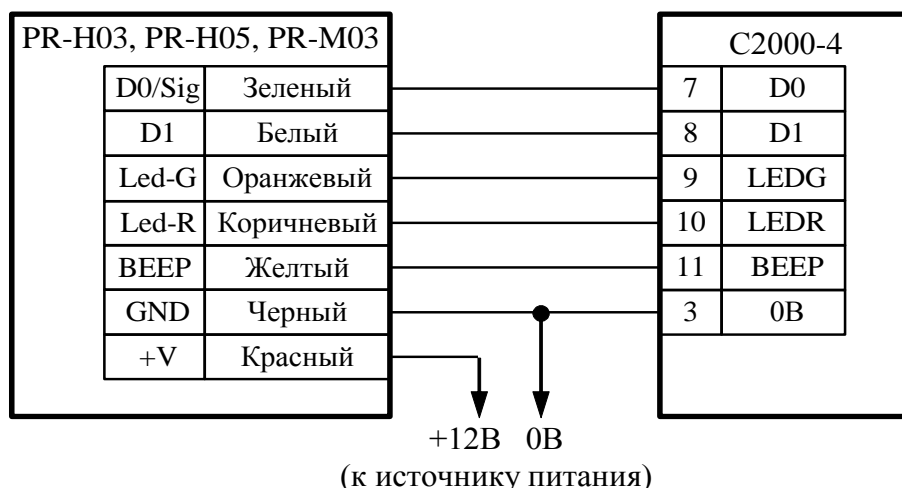 PR-H03, PR-H05, PR-M03
С2000-4
D0/Sig Зеленый 7 D0
D1 Белый 8 D1
Led-G Оранжевый 9 LEDG
Led-R Коричневый 10 LEDR
BEEP Желтый 11 BEEP
GND Черный 3 0В
+V Красный
+12В 0В
(к источнику питания)